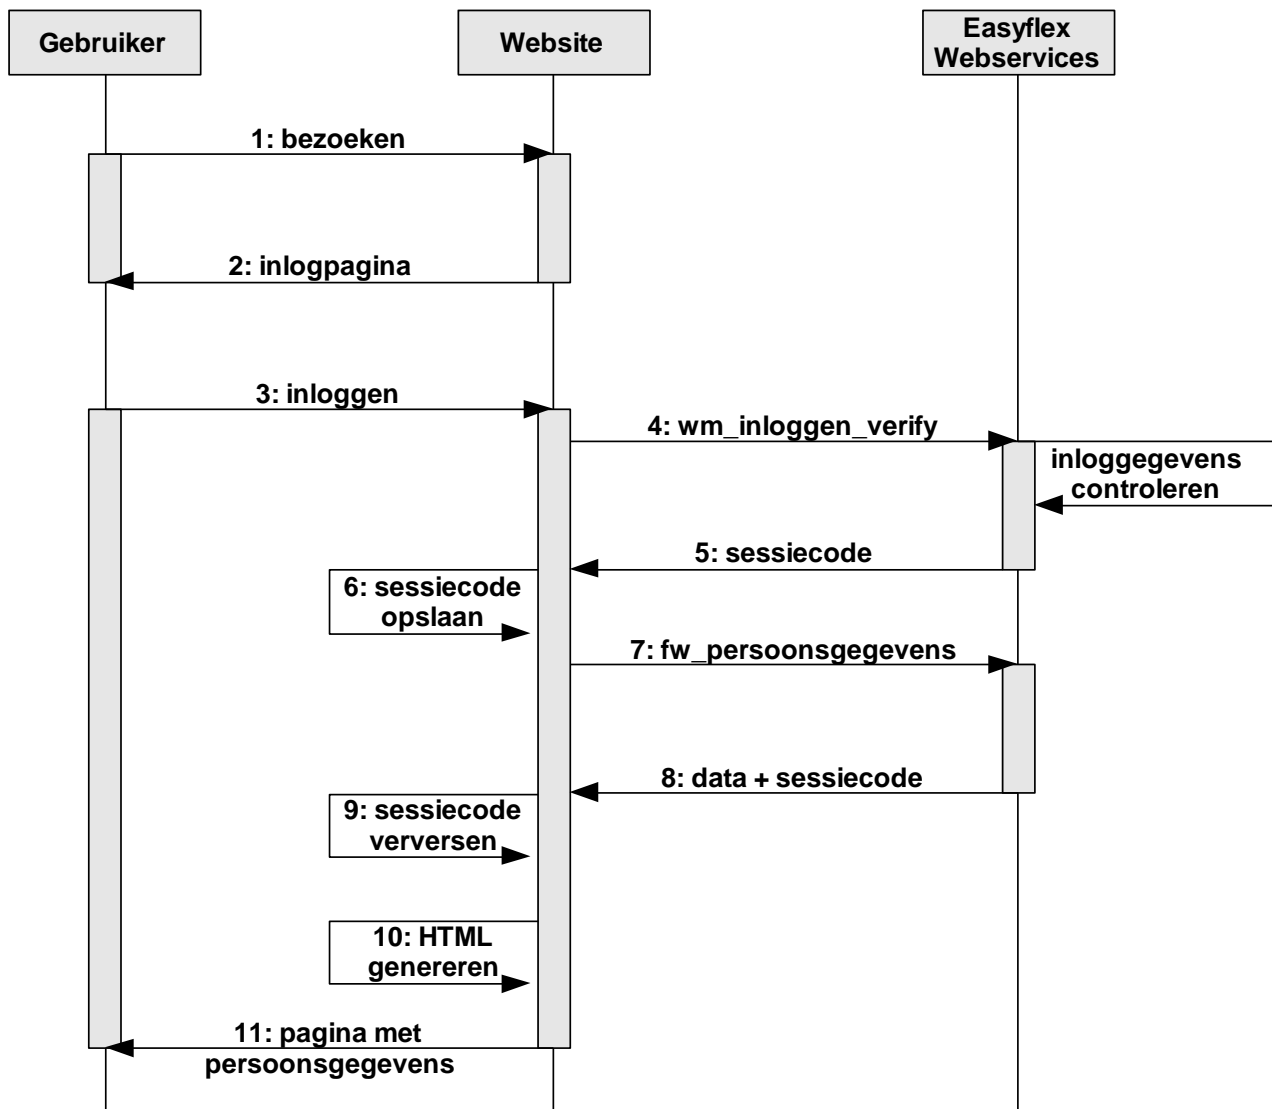 Gebruiker
Website
Easyflex
Webservices
1: bezoeken
2: inlogpagina
3: inloggen
4: wm_inloggen_verify
inloggegevens
controleren
5: sessiecode
6: sessiecode
opslaan
7: fw_persoonsgegevens
8: data + sessiecode
9: sessiecode
verversen
10: HTML
genereren
11: pagina met
persoonsgegevens